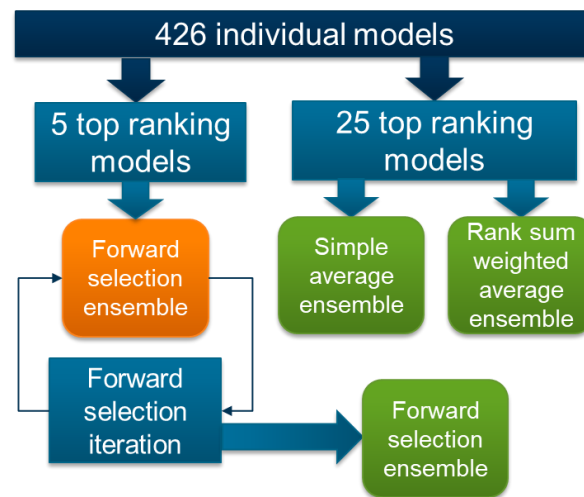 426 individual models
5 top ranking
models
25 top ranking
models
Forward
selection
ensemble
Simple
average
ensemble
Rank sum
weighted
average
ensemble
Forward
selection
iteration
Forward
selection
ensemble